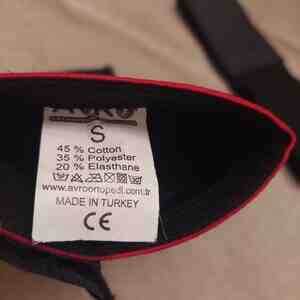 S
45 % Cotton
35 % Polyaster
20 % Elasthane
www.avroortopedi.com.tr
MADE IN TURKEY
CE